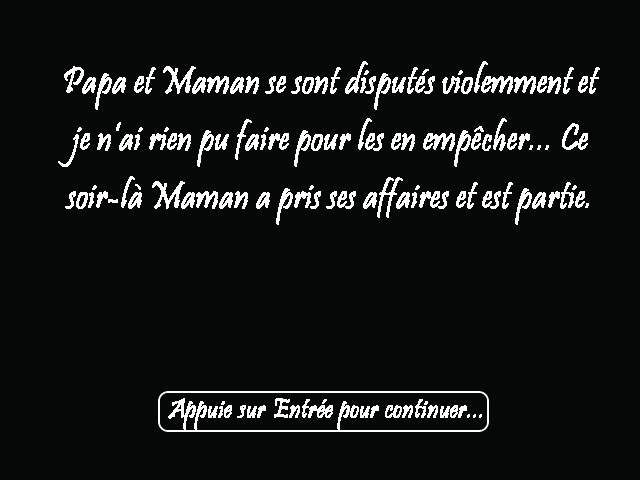 Papa et Maman se sont disputés violemment et
je n'ai rien pu faire pour les en empêcher... Ce
soir-là Maman a pris ses affaires et est partie.
Appuie sur Entrée pour continuer...